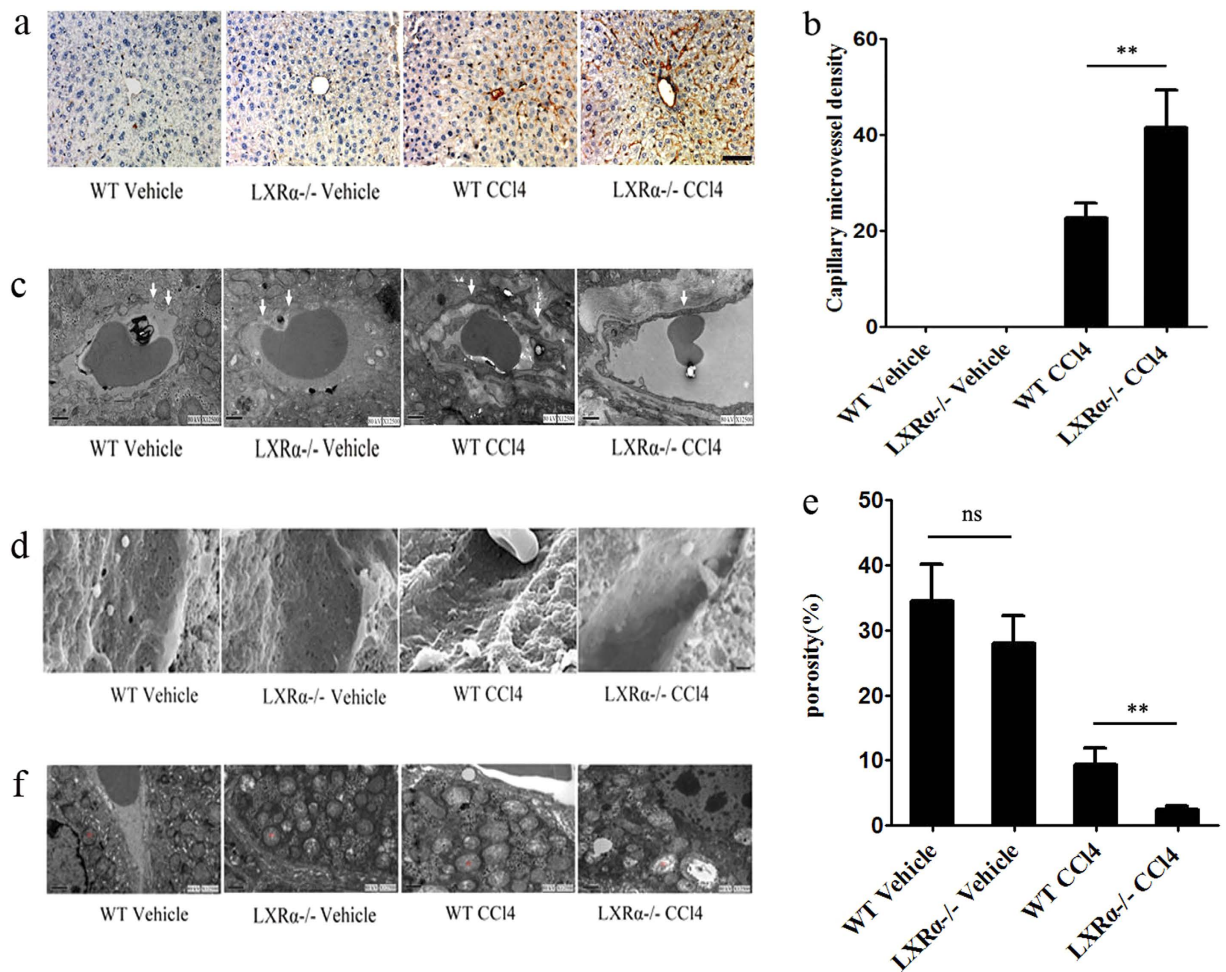 a
WT Vehicle
LXRα-/- Vehicle
WT CCl4
LXRα-/- CCl4
b
Capillary microvessel density
60
40
20
0
**
WT Vehicle
LXRα-/- Vehicle
WT CCl4
LXRα-/- CCl4
c
WT Vehicle
LXRα-/- Vehicle
WT CCl4
LXRα-/- CCl4
d
WT Vehicle
LXRα-/- Vehicle
WT CCl4
LXRα-/- CCl4
e
porosity(%)
50
40
30
20
10
0
ns
**
WT Vehicle
LXRα-/- Vehicle
WT CCl4
LXRα-/- CCl4
f
WT Vehicle
LXRα-/- Vehicle
WT CCl4
LXRα-/- CCl4